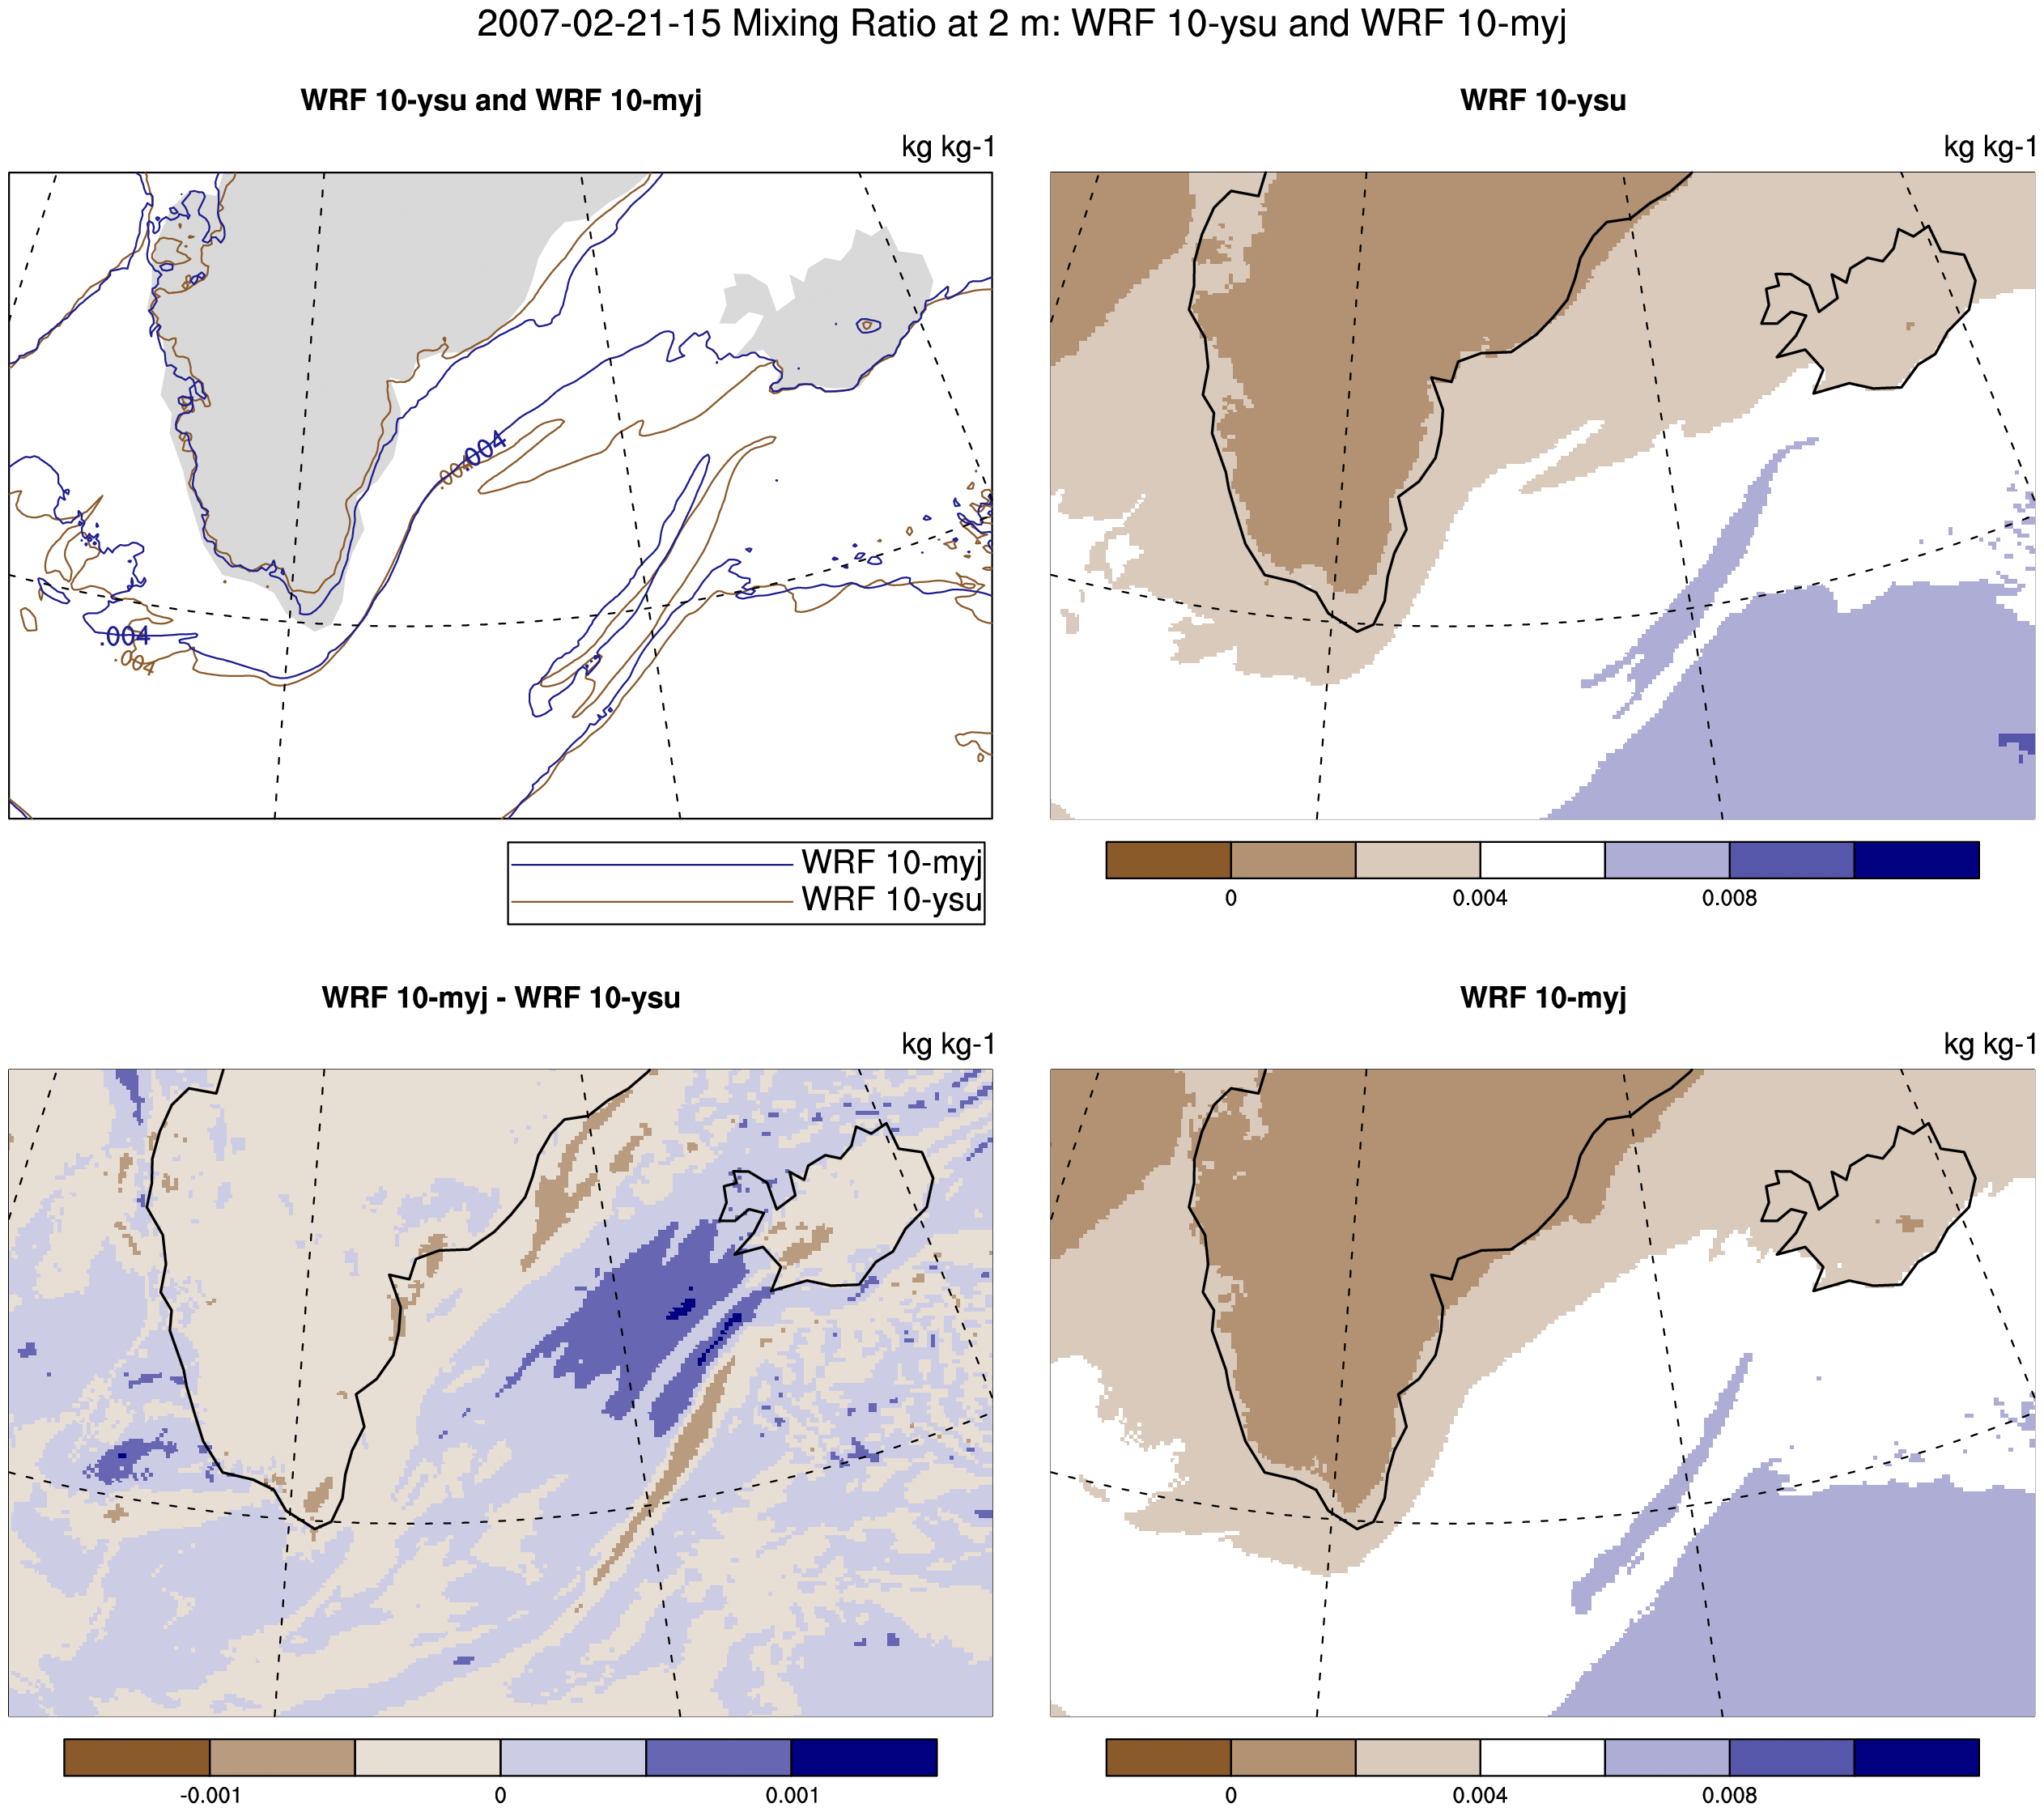 2007-02-21-15 Mixing Ratio at 2 m: WRF 10-ysu and WRF 10-myj
WRF 10-ysu and WRF 10-myj
kg kg-1
.004
.004
.004
.004
WRF 10-myj
WRF 10-ysu
WRF 10-ysu
kg kg-1
0
0.004
0.008
WRF 10-myj - WRF 10-ysu
kg kg-1
-0.001
0
0.001
WRF 10-myj
kg kg-1
0
0.004
0.008